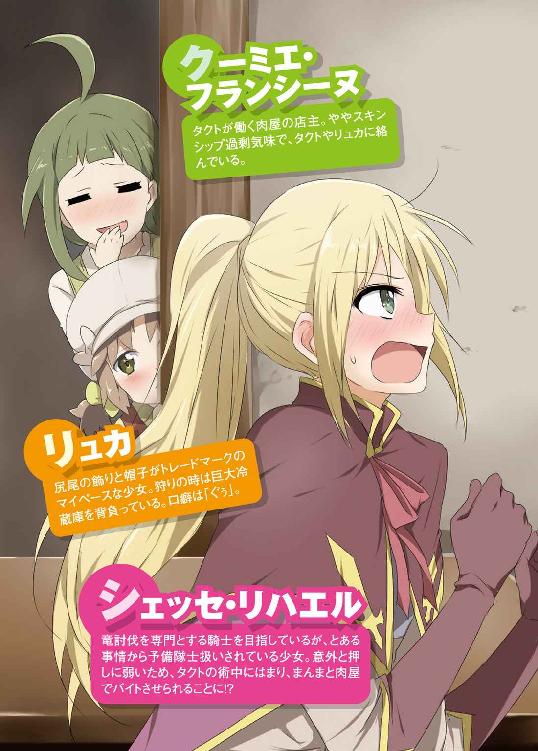 クーミエ・
フランシーヌ
タクトが働く肉屋の店主。ややスキン
シップ過剰気味で、タクトやリュカに絡
んでいる。
リュカ
尻尾の飾りと帽子がトレードマークの
マイペースな少女。狩りの時は巨大冷
蔵庫を背負っている。口癖は「ぐぅ」。
シェッセ・リハエル
竜討伐を専門とする騎士を目指しているが、とある
事情から予備隊士扱いされている少女。意外と押
しに弱いため、タクトの術中にはまり、まんまと肉屋
でバイトさせられることに!?